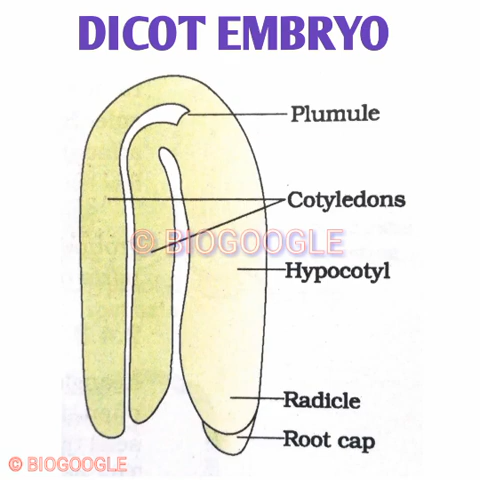 DICOT EMBRYO
Plumule
Cotyledons
© BIOGOOGLE
Hypocotyl
Radicle
Root cap
© BIOGOOGLE